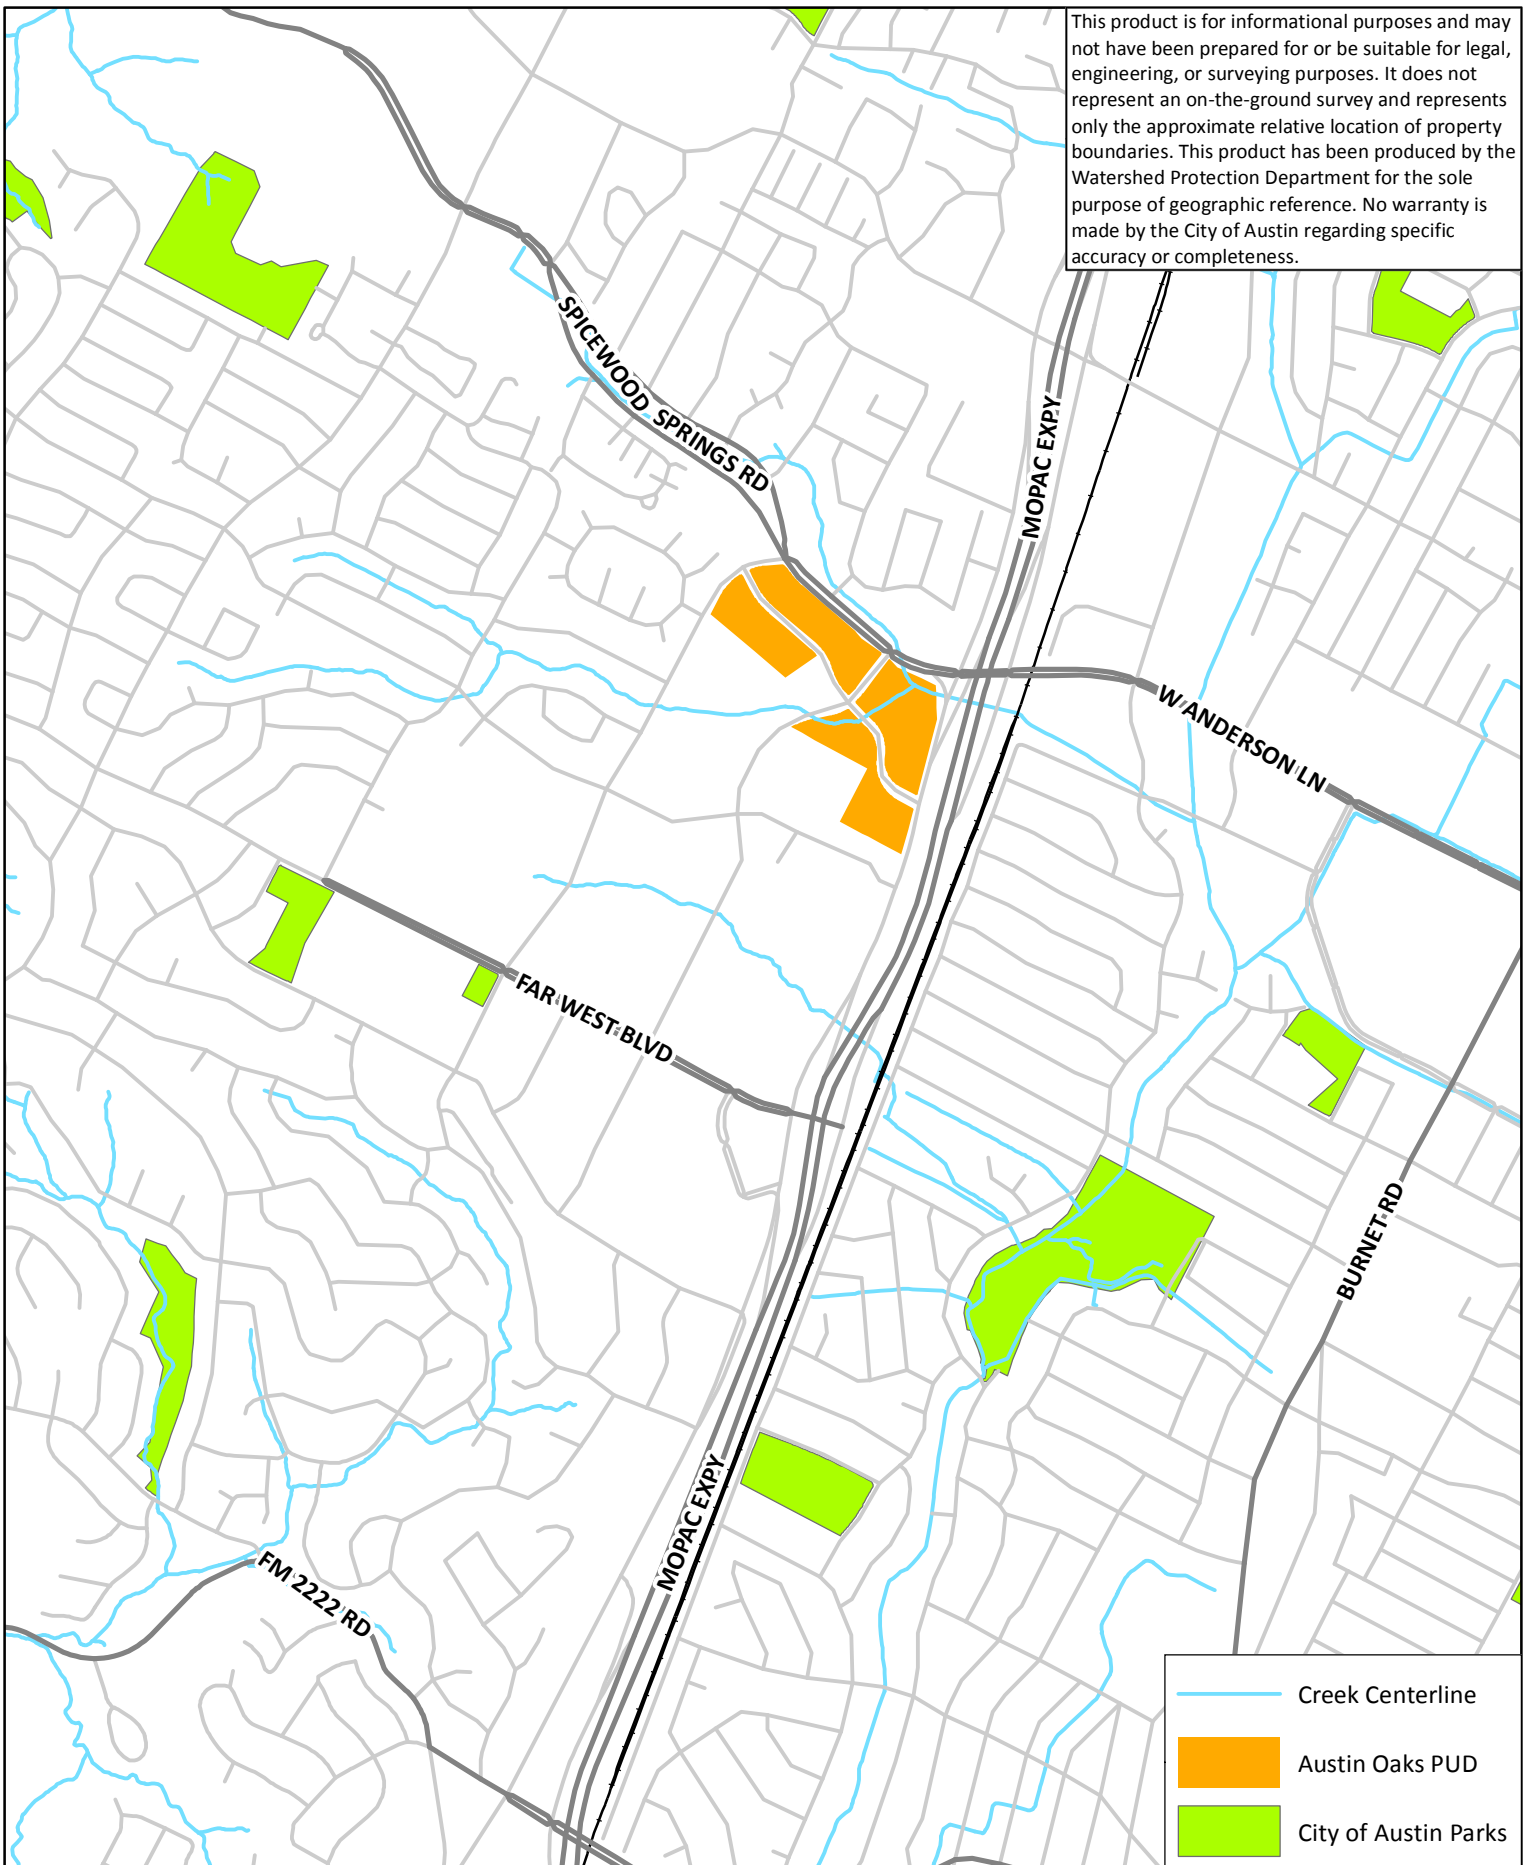 This product is for informational purposes and may
not have been prepared for or be suitable for legal,
engineering, or surveying purposes. It does not
represent an on-the-ground survey and represents
only the approximate relative location of property
boundaries. This product has been produced by the
Watershed Protection Department for the sole
purpose of geographic reference. No warranty is
made by the City of Austin regarding specific
accuracy or completeness.
SPICEWOOD SPRINGS RD
MOPAC EXPY
W ANDERSON LN
FAR WEST BLVD
BURNET RD
MOPAC EXPY
FM 2222 RD
Creek Centerline
Austin Oaks PUD
City of Austin Parks